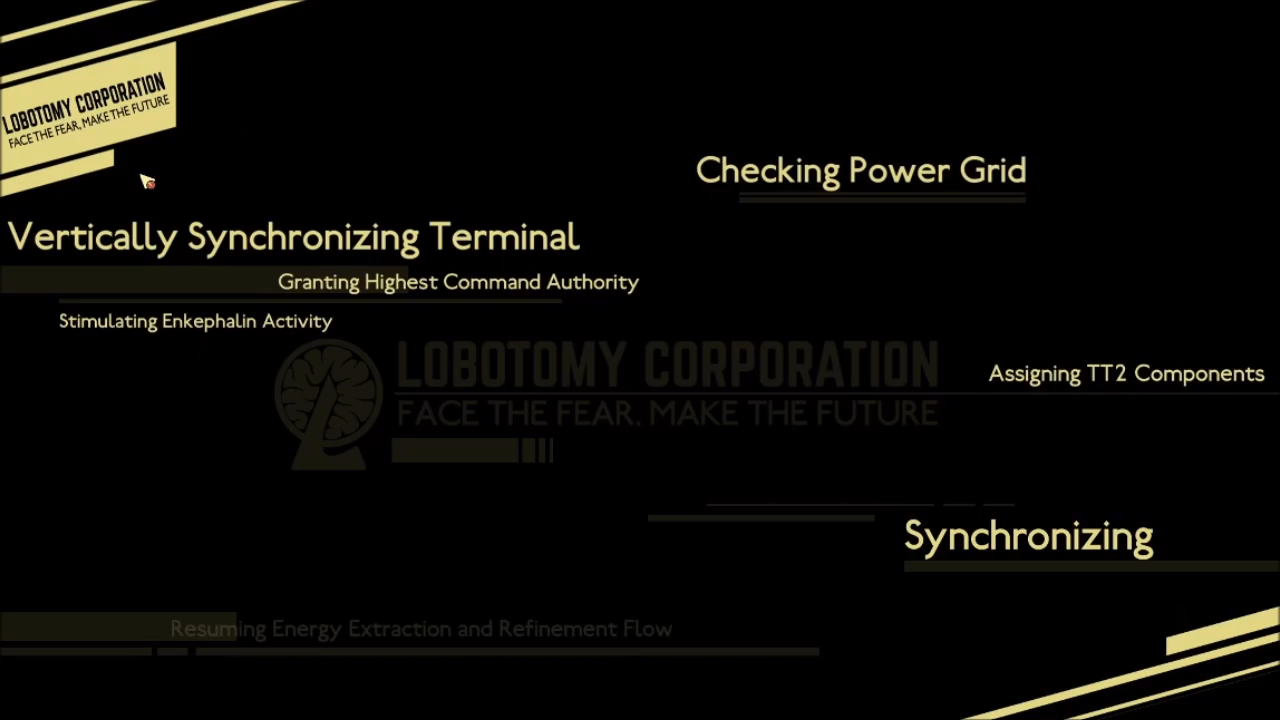 LOBOTOMY CORPORATION
FACE THE FEAR, MAKE THE FUTURE
Checking Power Grid
Vertically Synchronizing Terminal
Granting Highest Command Authority
Stimulating Enkephalin Activity
LOBOTOMY CORPORATION
FACE THE FEAR. MAKE THE FUTURE
Assigning TT2 Components
Synchronizing
Resuming Energy Extraction and Refinement Flow